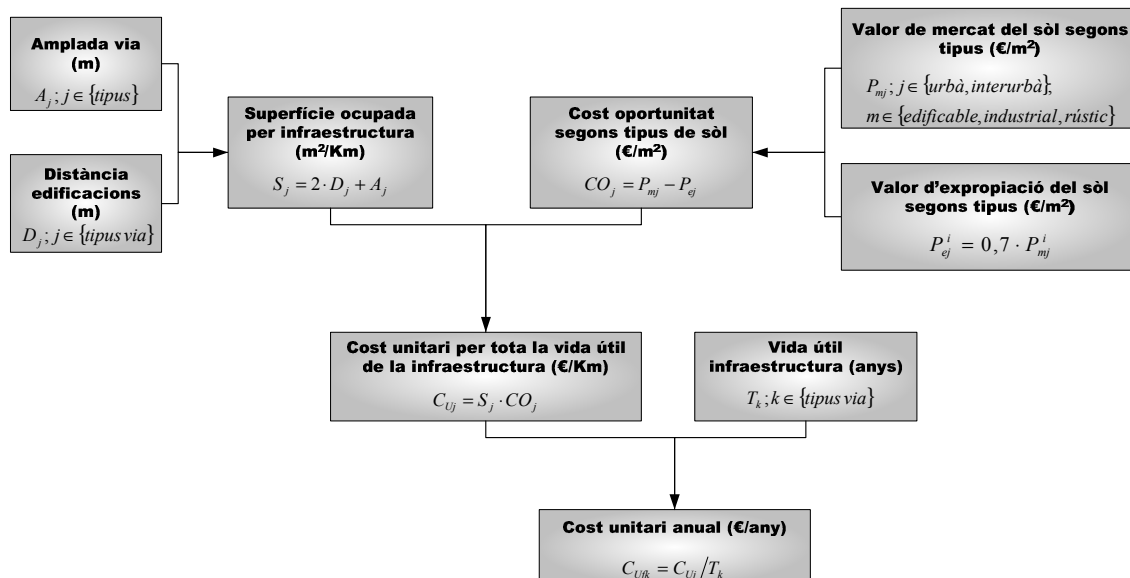 Amplada via
(m)
A_j ; j ∈ {tipus}
Distància
edificacions
(m)
D_j ; j ∈ {tipus via}
Superfície ocupada
per infraestructura
(m²/Km)
S_j = 2 · D_j + A_j
Cost oportunitat
segons tipus de sòl
(€/m²)
CO_j = P_mj − P_ej
Valor de mercat del sòl segons
tipus (€/m²)
P_mj ; j ∈ {urbà, interurbà};
m ∈ {edificable, industrial, rústic}
Valor d’expropiació del sòl
segons tipus (€/m²)
P_ej^i = 0,7 · P_mj^i
Cost unitari per tota la vida útil
de la infraestructura (€/Km)
C_Uj = S_j · CO_j
Vida útil
infraestructura (anys)
T_k ; k ∈ {tipus via}
Cost unitari anual (€/any)
C_Ujk = C_Uj / T_k